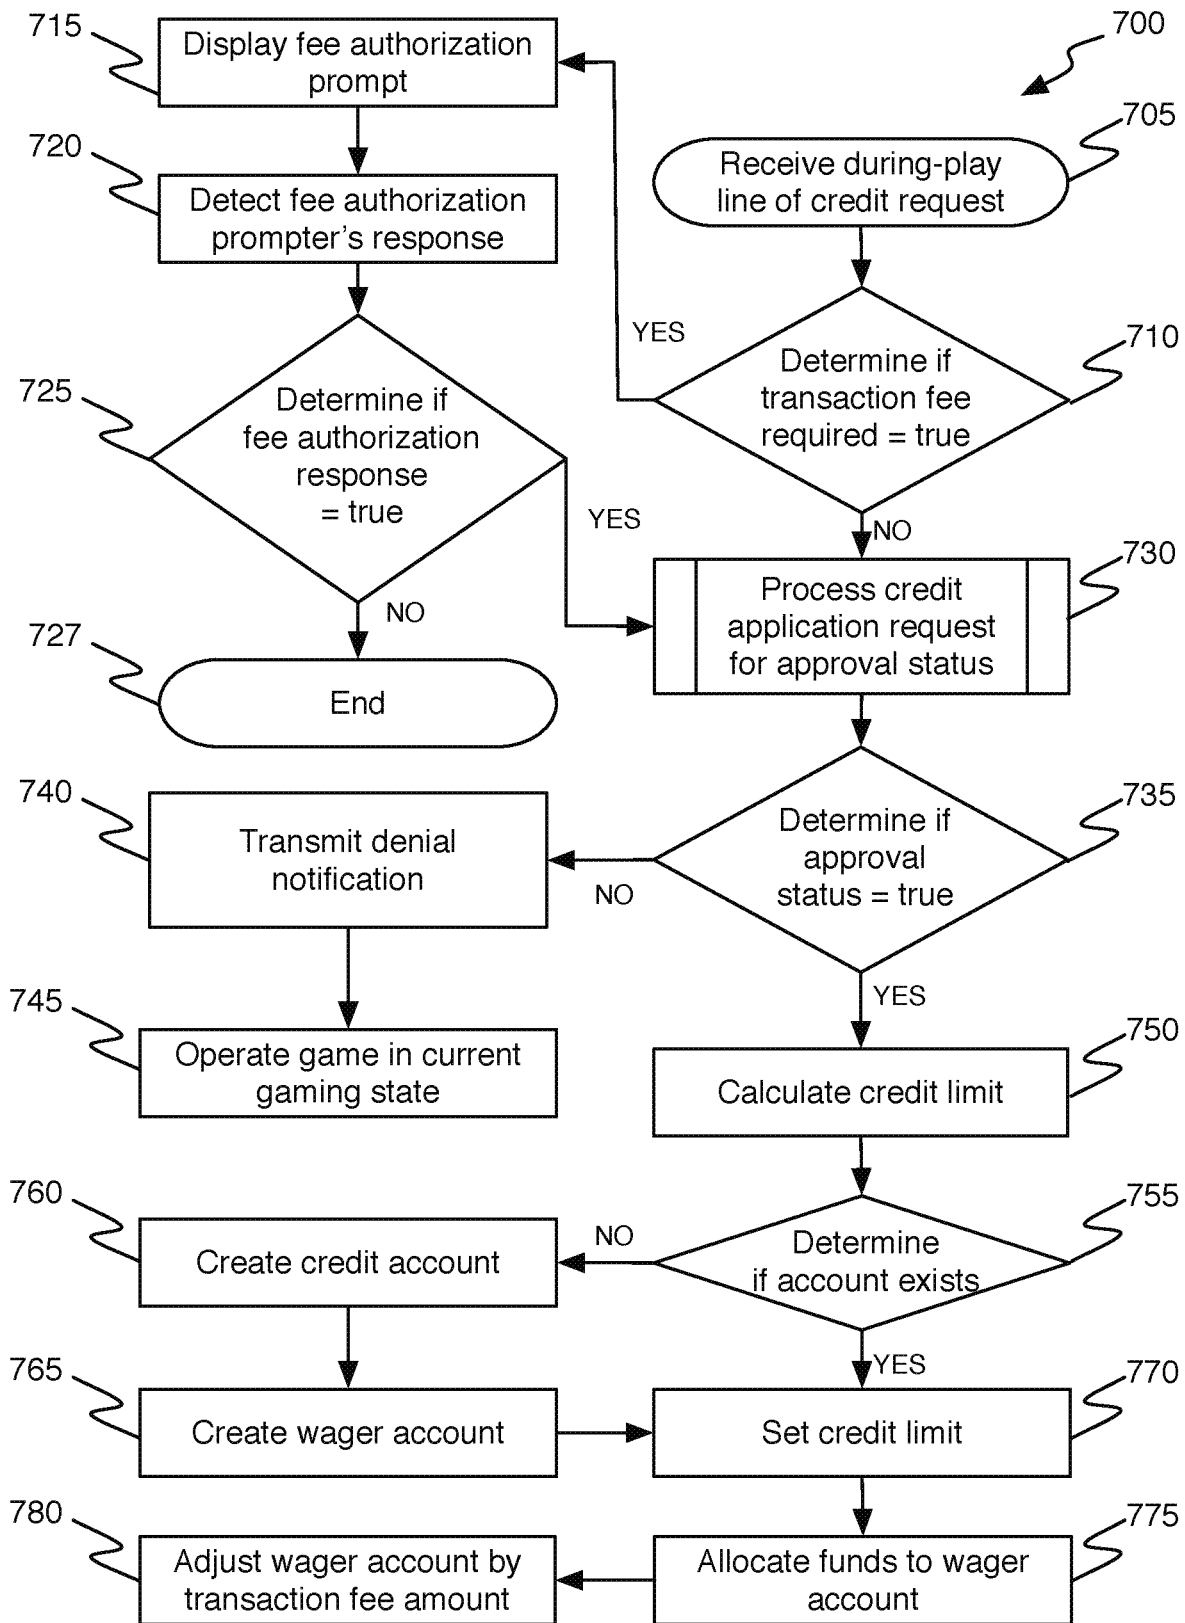 715
Display fee authorization
prompt
700
705
Receive during-play
line of credit request
720
Detect fee authorization
prompter's response
YES
710
Determine if
transaction fee
required = true
725
Determine if
fee authorization
response
= true
YES
NO
NO
730
Process credit
application request
for approval status
727
End
740
Transmit denial
notification
NO
735
Determine if
approval
status = true
YES
745
Operate game in current
gaming state
750
Calculate credit limit
760
Create credit account
NO
755
Determine
if account exists
YES
765
Create wager account
770
Set credit limit
780
Adjust wager account by
transaction fee amount
775
Allocate funds to wager
account